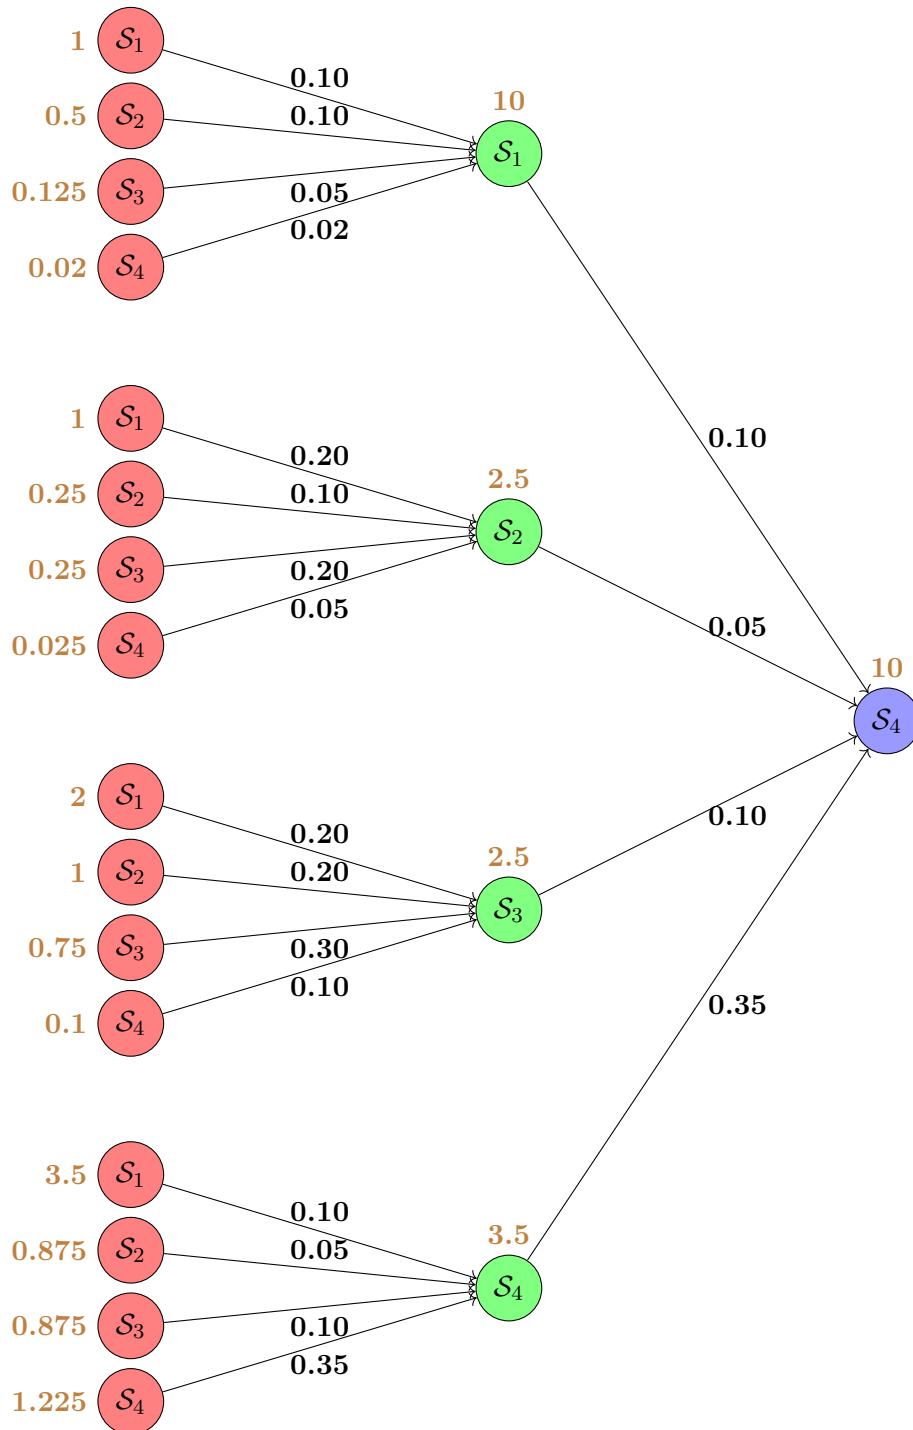 1 𝒮₁
0.10
10
0.5 𝒮₂
0.10
𝒮₁
0.125 𝒮₃
0.05
0.02
0.02 𝒮₄
1 𝒮₁
0.10
0.20
2.5
0.25 𝒮₂
0.10
𝒮₂
0.25 𝒮₃
0.20
0.05
0.05
0.025 𝒮₄
10
𝒮₄
2 𝒮₁
0.10
0.20
2.5
1 𝒮₂
0.20
𝒮₃
0.75 𝒮₃
0.30
0.10
0.35
0.1 𝒮₄
3.5 𝒮₁
0.10
3.5
0.875 𝒮₂
0.05
𝒮₄
0.875 𝒮₃
0.10
0.35
1.225 𝒮₄